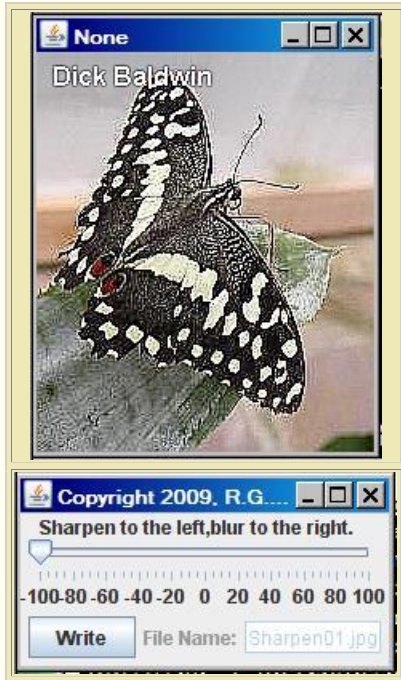 None
Dick Baldwin
Copyright 2009, R.G....
Sharpen to the left,blur to the right.
-100-80 -60 -40 -20 0 20 40 60 80 100
Write File Name: Sharpen01.jpg